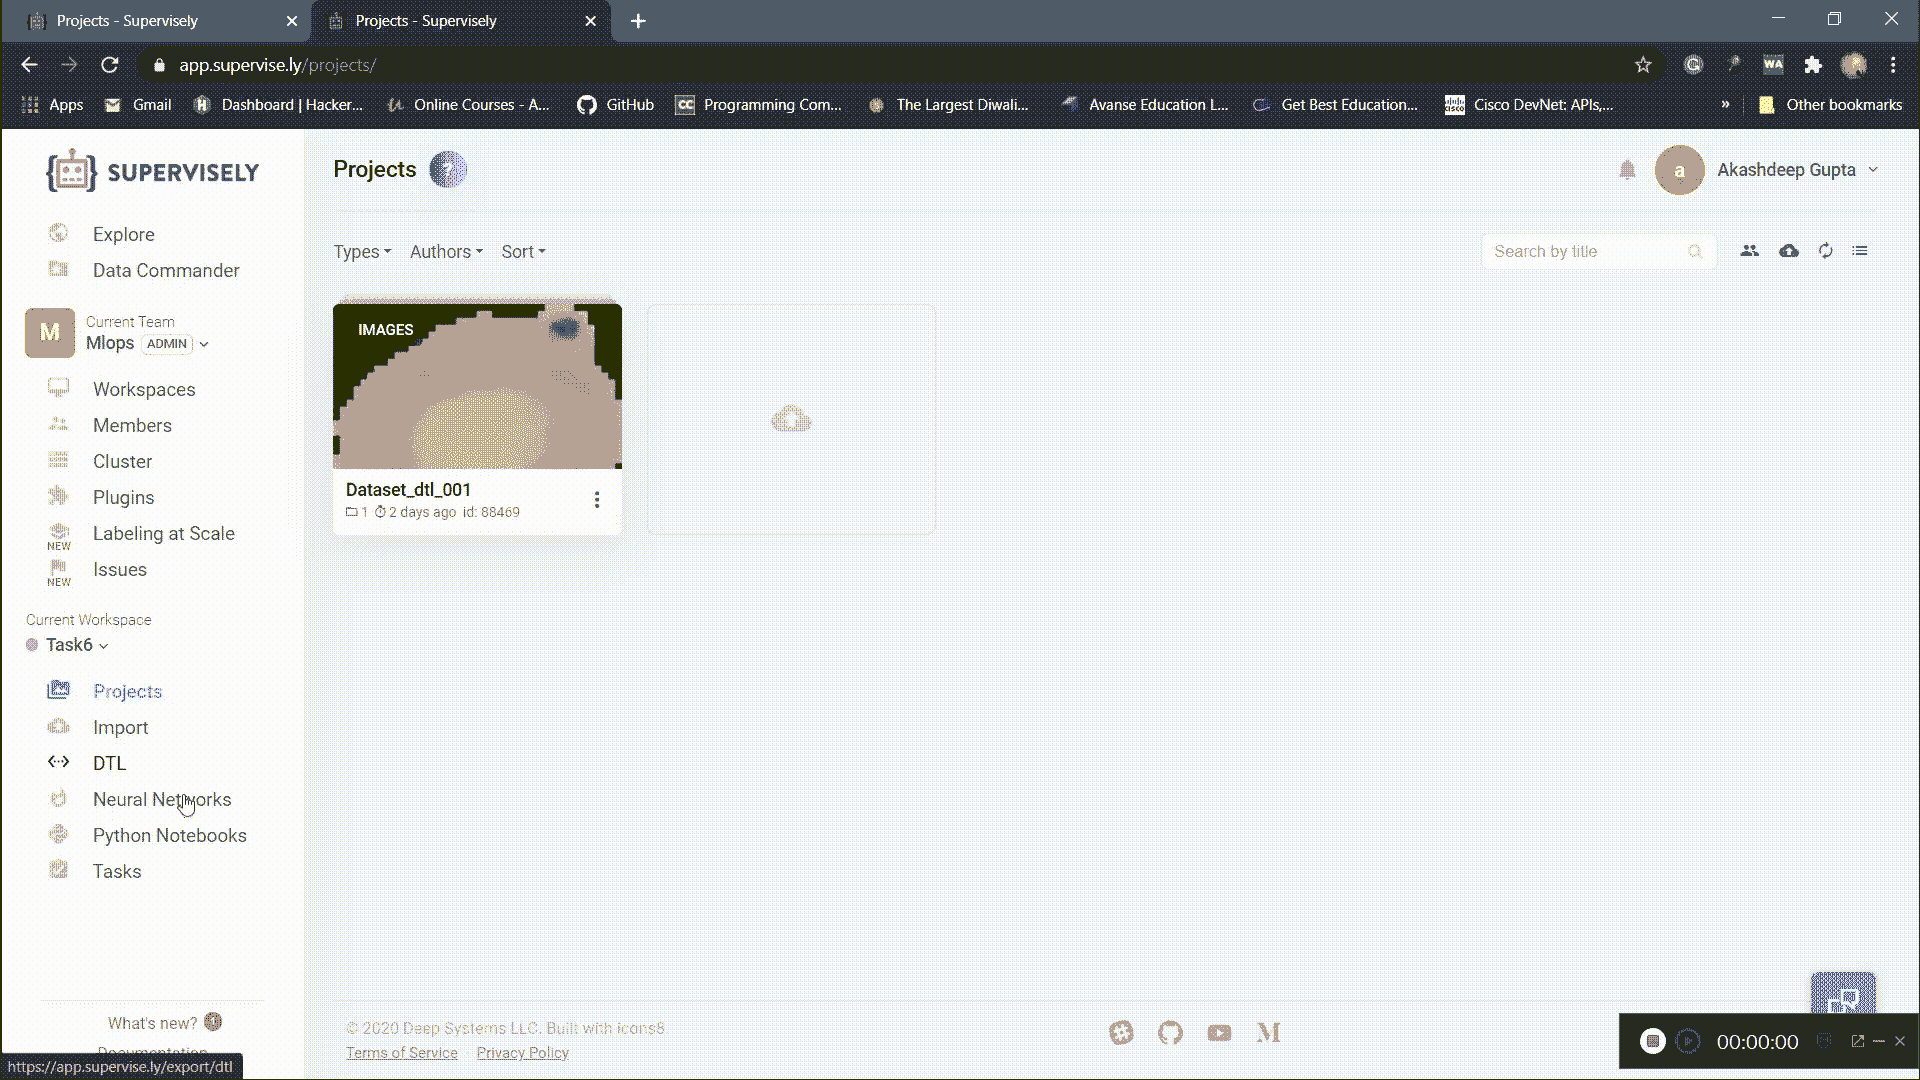 Projects - Supervisely
Projects - Supervisely
app.supervise.ly/projects/
Apps
Gmail
Dashboard | Hacker...
Online Courses - A...
GitHub
CC
Programming Com...
The Largest Diwali...
Avanse Education L...
Get Best Education...
Cisco DevNet: APIs,...
»
Other bookmarks
WA
SUPERVISELY
Explore
Data Commander
M
Current Team
Mlops ADMIN
Workspaces
Members
Cluster
Plugins
Labeling at Scale
NEW
Issues
NEW
Current Workspace
Task6
Projects
Import
DTL
Neural Networks
Python Notebooks
Tasks
What's new?
Documentation
https://app.supervise.ly/export/dtl
Projects ?
a Akashdeep Gupta
Types Authors Sort
Search by title
IMAGES
Dataset_dtl_001
1 2 days ago id: 88469
© 2020 Deep Systems LLC. Built with icons8.
Terms of Service · Privacy Policy
M
00:00:00